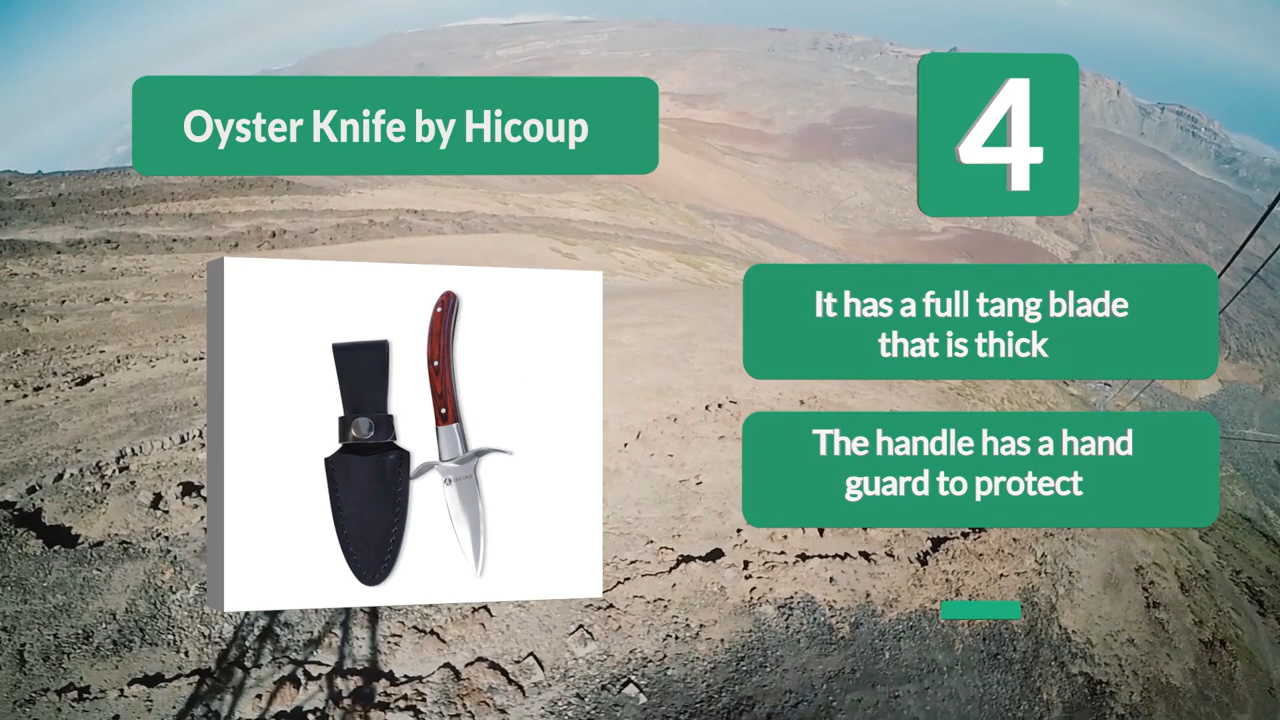 Oyster Knife by Hicoup
4
It has a full tang blade
that is thick
The handle has a hand
guard to protect
HICOUP